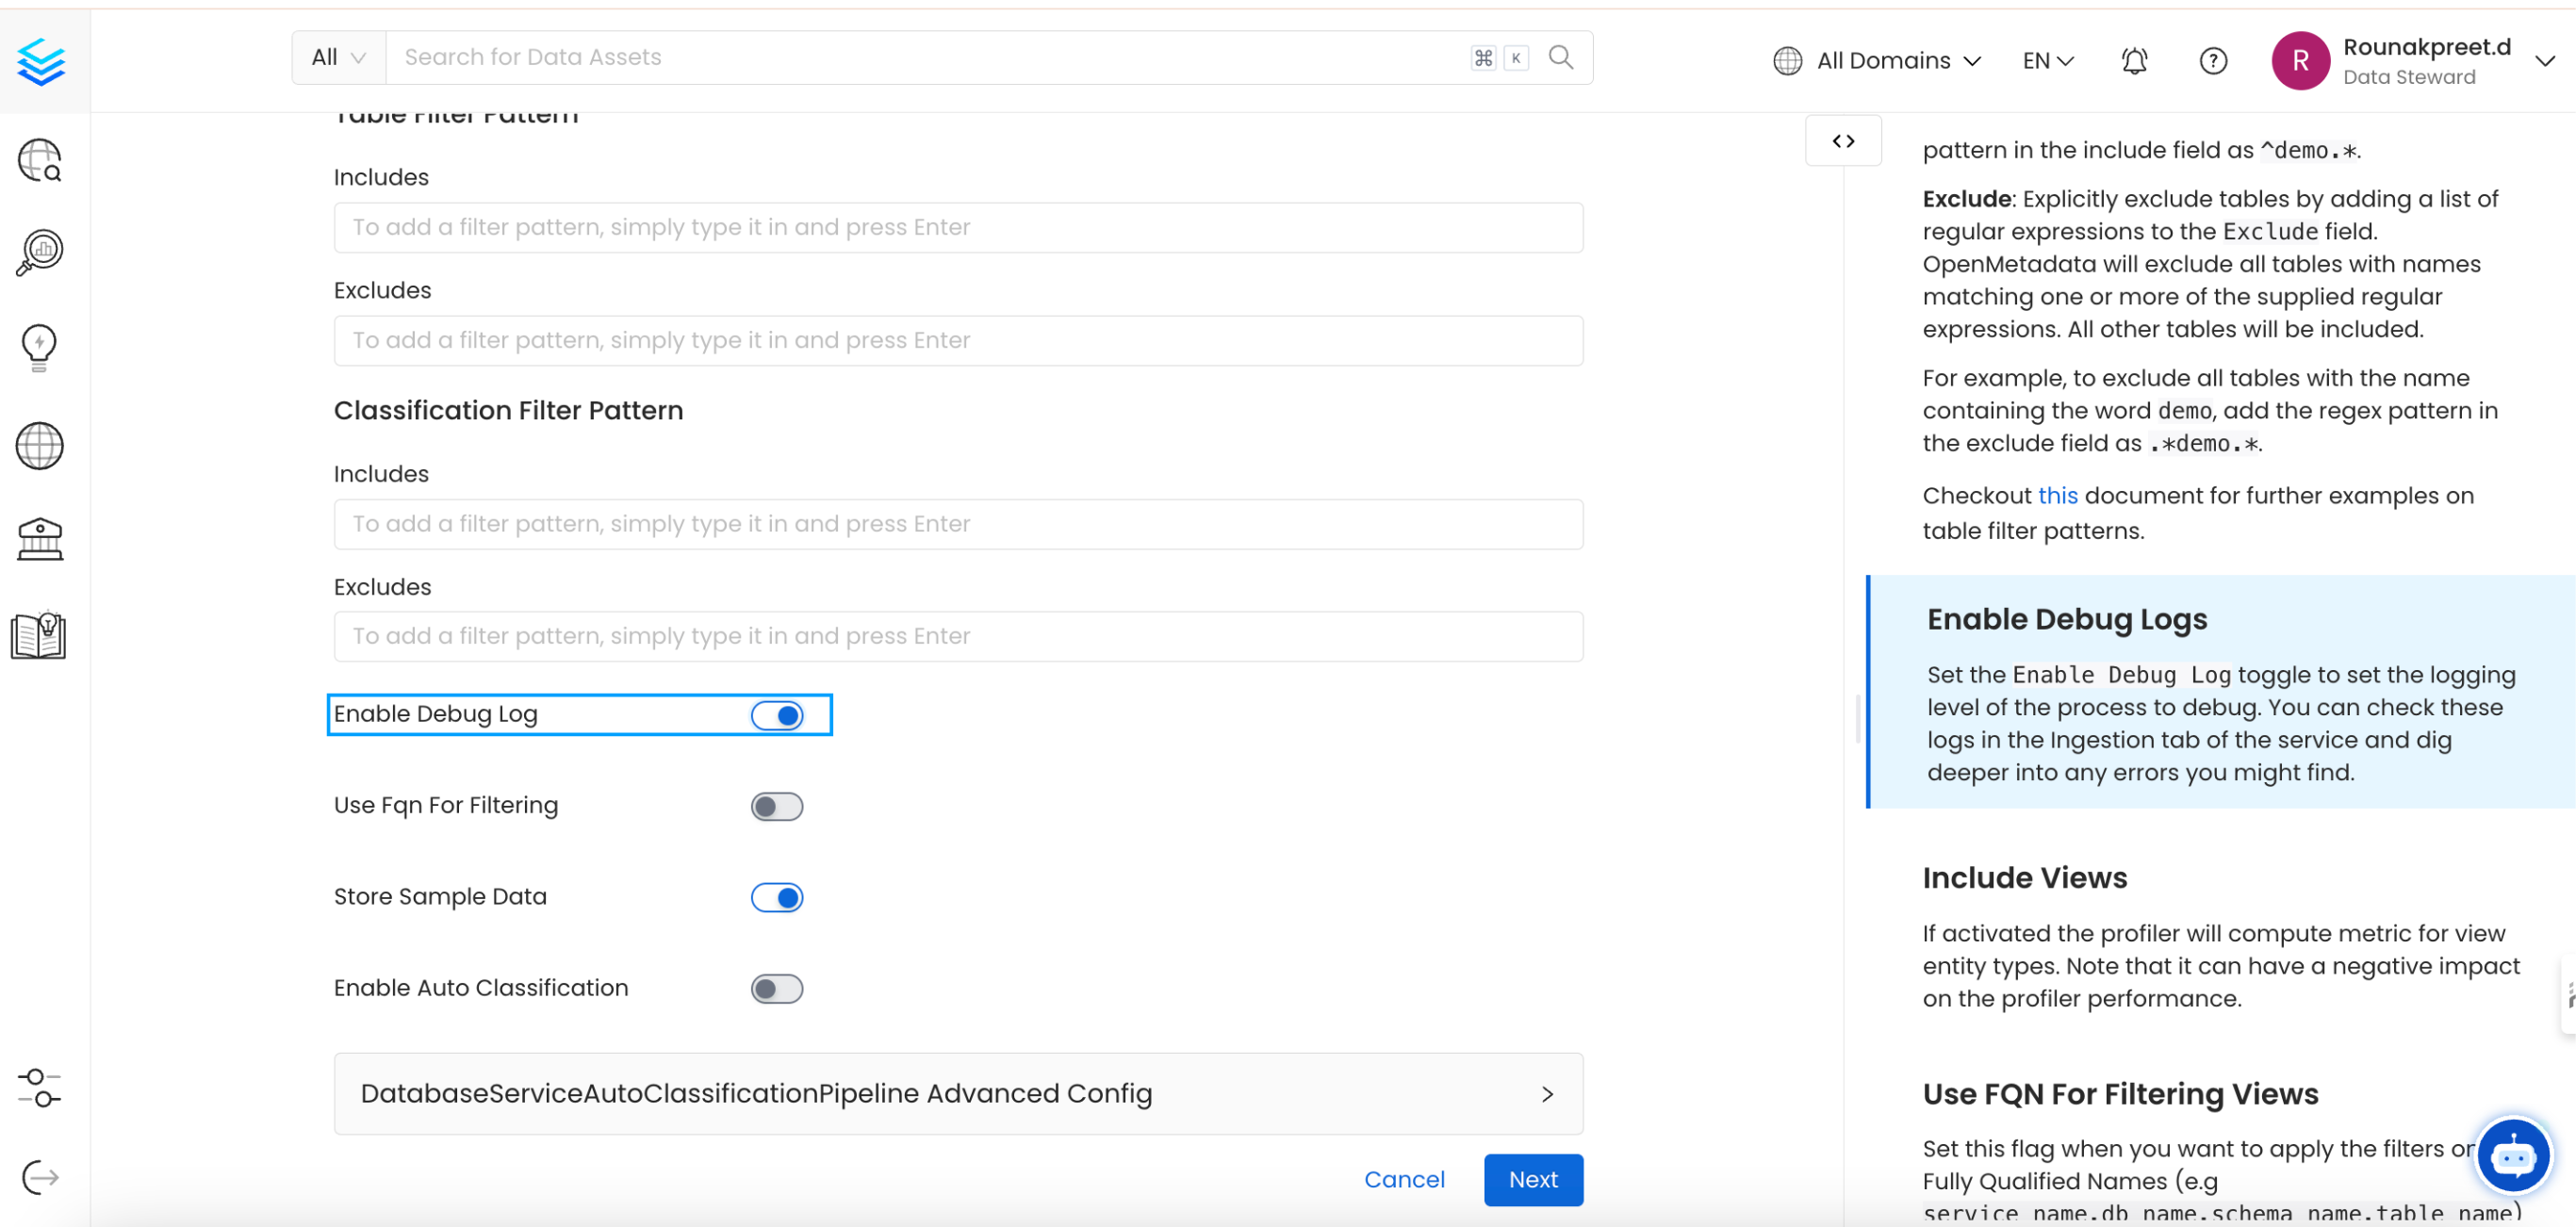 All
Search for Data Assets
⌘ K
All Domains
EN
R
Rounakpreet.d
Data Steward
Table Filter Pattern
Includes
To add a filter pattern, simply type it in and press Enter
Excludes
To add a filter pattern, simply type it in and press Enter
Classification Filter Pattern
Includes
To add a filter pattern, simply type it in and press Enter
Excludes
To add a filter pattern, simply type it in and press Enter
Enable Debug Log
Use Fqn For Filtering
Store Sample Data
Enable Auto Classification
DatabaseServiceAutoClassificationPipeline Advanced Config
Cancel
Next
pattern in the include field as ^demo.*.
Exclude: Explicitly exclude tables by adding a list of
regular expressions to the Exclude field.
OpenMetadata will exclude all tables with names
matching one or more of the supplied regular
expressions. All other tables will be included.
For example, to exclude all tables with the name
containing the word demo, add the regex pattern in
the exclude field as .*demo.*.
Checkout this document for further examples on
table filter patterns.
Enable Debug Logs
Set the Enable Debug Log toggle to set the logging
level of the process to debug. You can check these
logs in the Ingestion tab of the service and dig
deeper into any errors you might find.
Include Views
If activated the profiler will compute metric for view
entity types. Note that it can have a negative impact
on the profiler performance.
Use FQN For Filtering Views
Set this flag when you want to apply the filters on
Fully Qualified Names (e.g
service_name.db_name.schema_name.table_name)